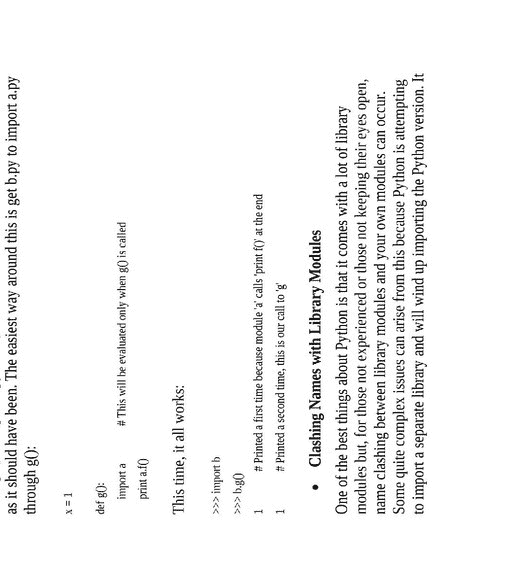 as it should have been. The easiest way around this is get b.py to import a.py
through g():
x = 1
def g():
import a # This will be evaluated only when g() is called
print a.f()
This time, it all works:
>>> import b
>>> b.g()
1 # Printed a first time because module 'a' calls 'print f()' at the end
1 # Printed a second time, this is our call to 'g'
• Clashing Names with Library Modules
One of the best things about Python is that it comes with a lot of library
modules but, for those not experienced or those not keeping their eyes open,
name clashing between library modules and your own modules can occur.
Some quite complex issues can arise from this because Python is attempting
to import a separate library and will wind up importing the Python version. It